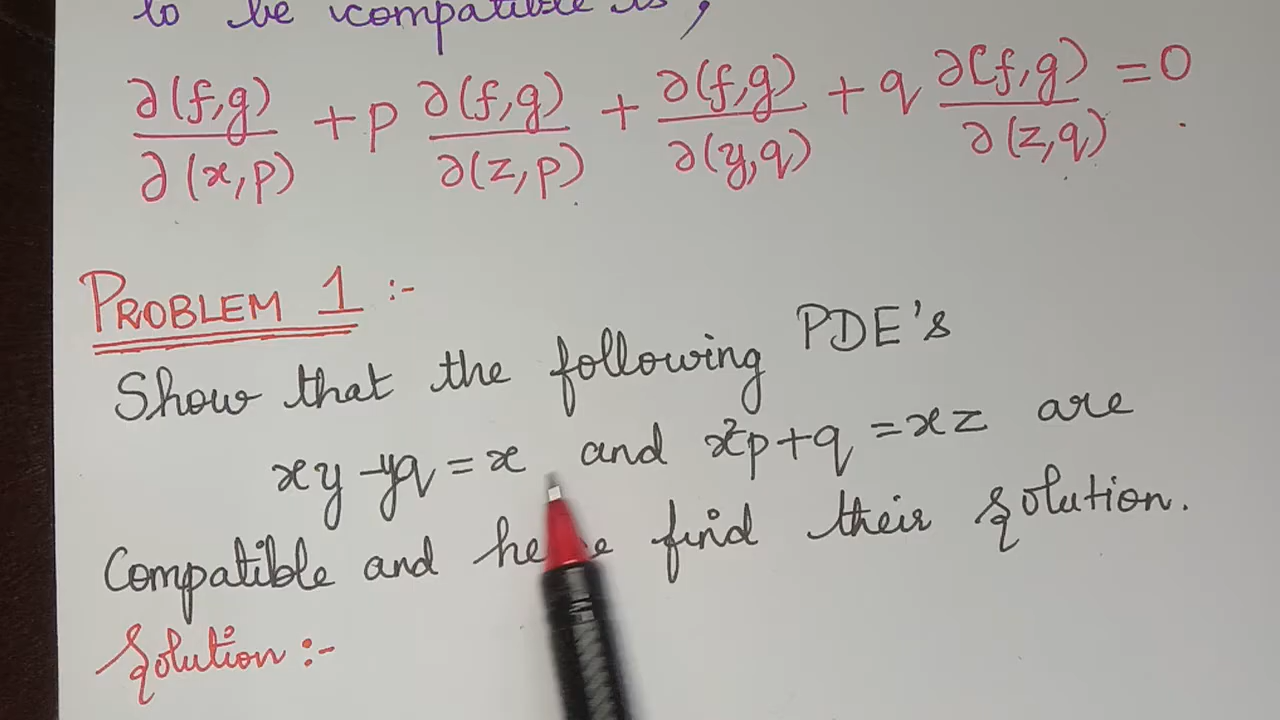 to be compatible is,
∂(f,g)/∂(x,p) + p ∂(f,g)/∂(z,p) + ∂(f,g)/∂(y,q) + q ∂(f,g)/∂(z,q) = 0.
PROBLEM 1 :-
Show that the following PDE's
xy - yq = x and x²p + q = xz are
Compatible and find their solution.
Solution :-